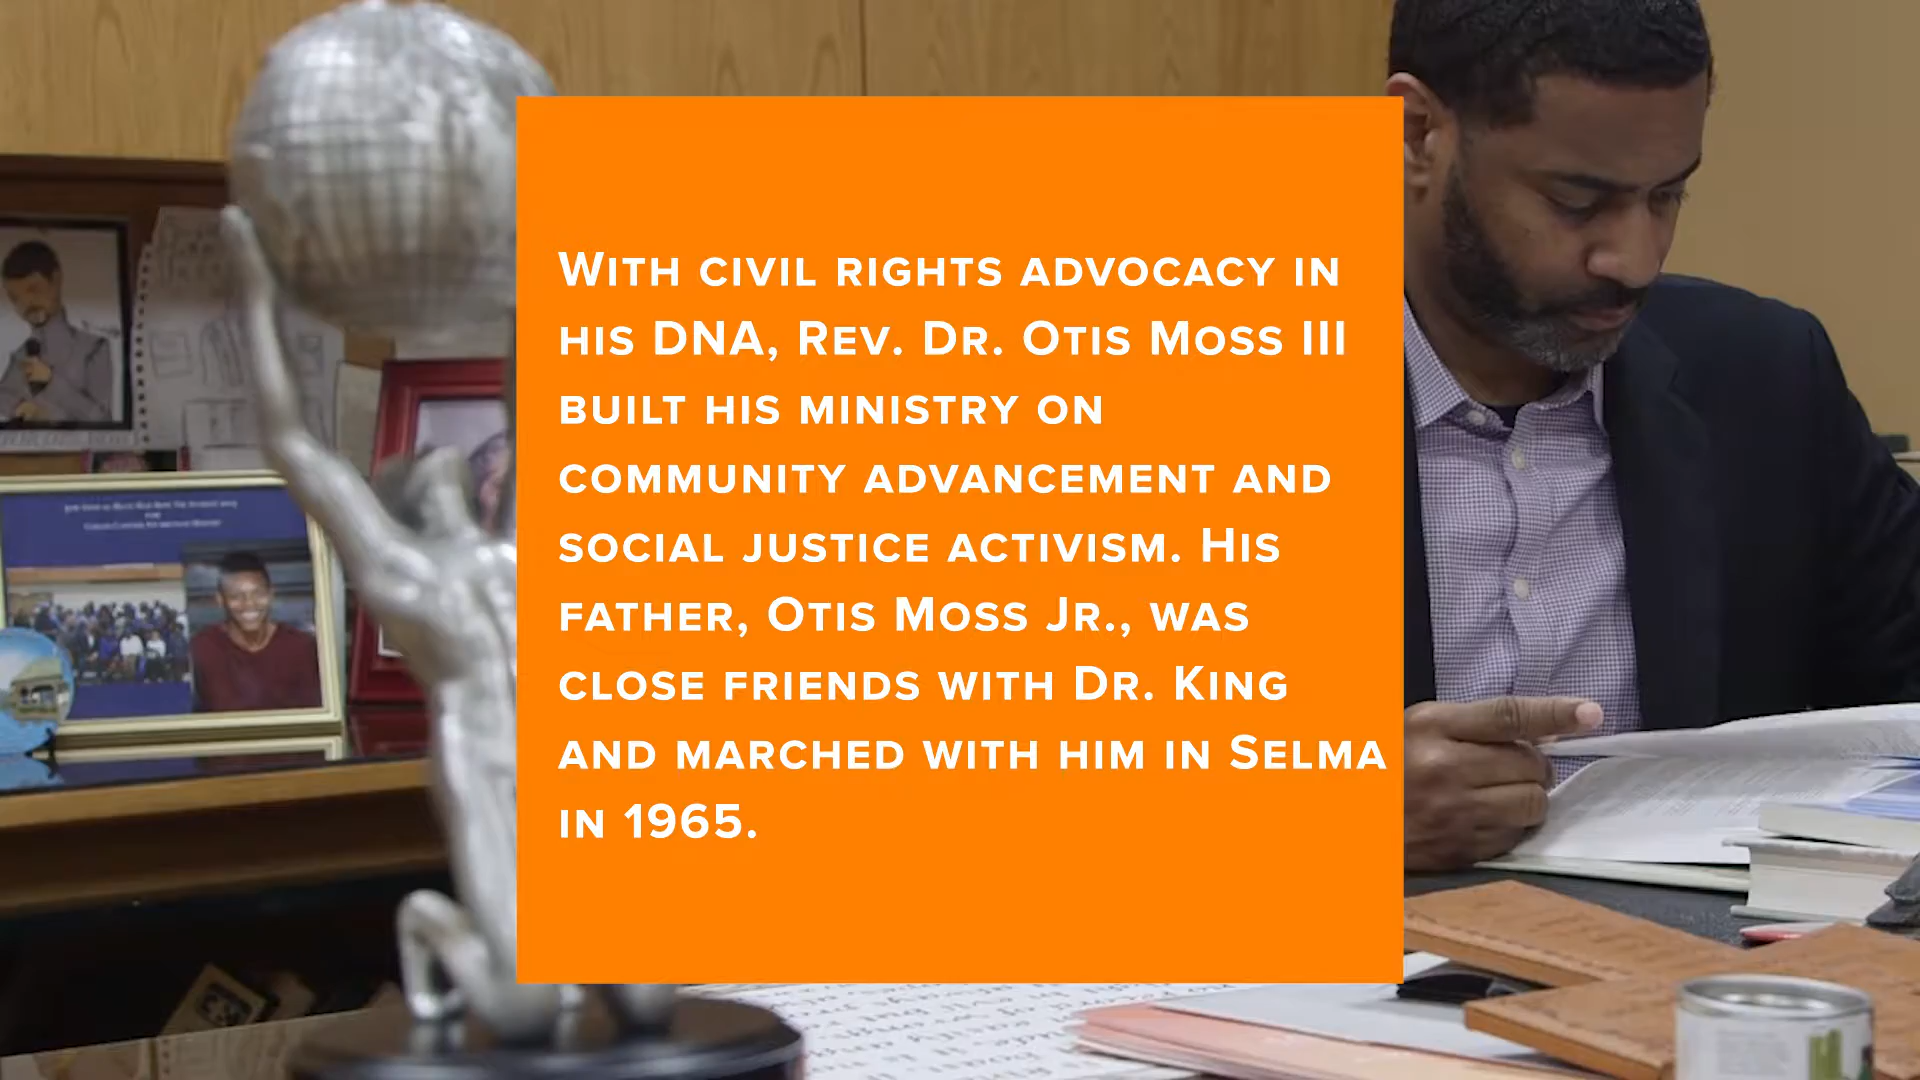 With civil rights advocacy in
his DNA, Rev. Dr. Otis Moss III
built his ministry on
community advancement and
social justice activism. His
father, Otis Moss Jr., was
close friends with Dr. King
and marched with him in Selma
in 1965.